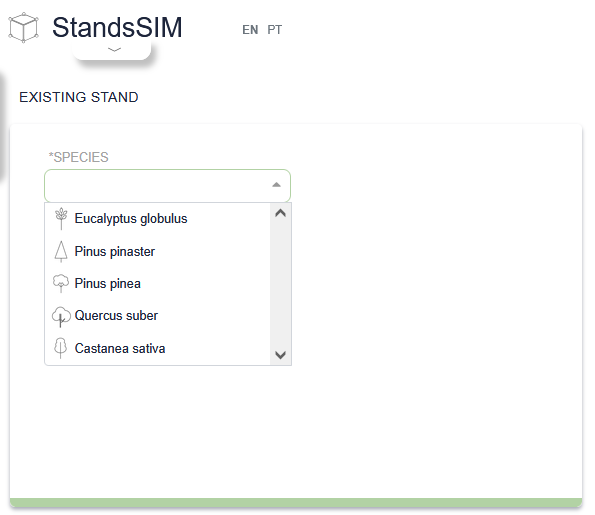 StandsSIM
EN PT
EXISTING STAND
*SPECIES
Eucalyptus globulus
Pinus pinaster
Pinus pinea
Quercus suber
Castanea sativa